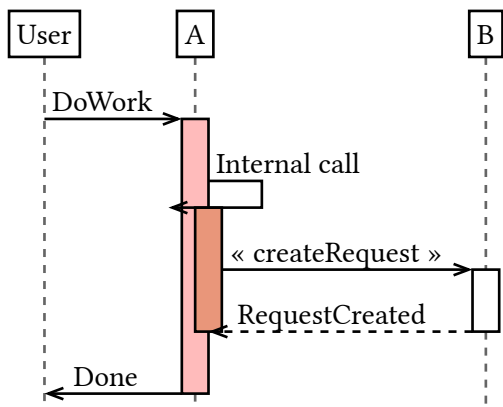 User A B
DoWork
Internal call
« createRequest »
RequestCreated
Done